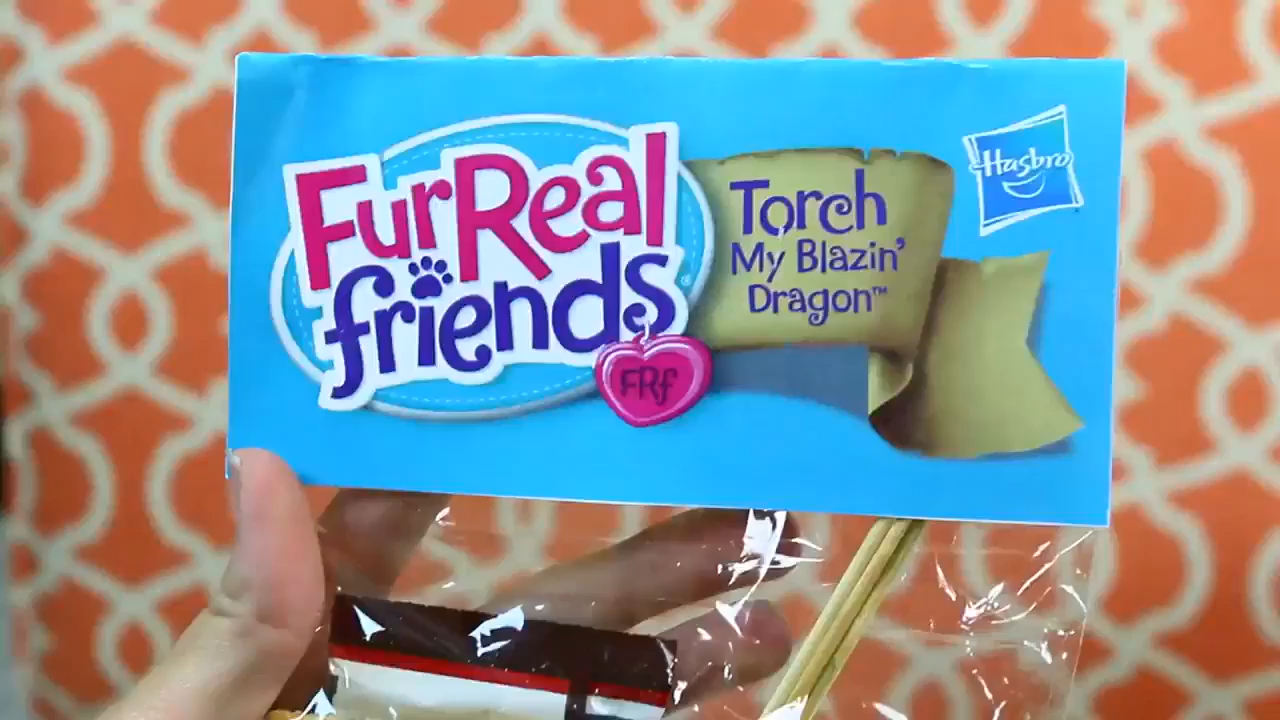 FurReal
friends®
FRf
Torch
My Blazin'
Dragon™
Hasbro